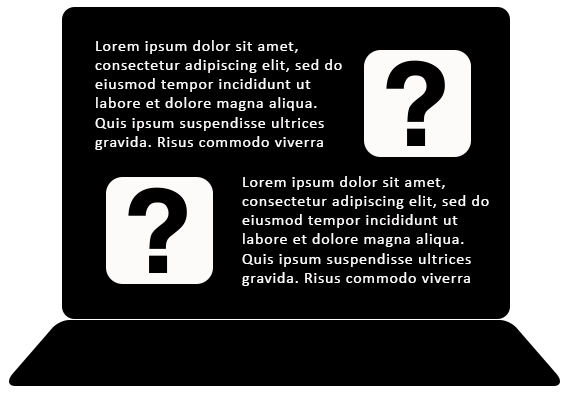 Lorem ipsum dolor sit amet,
consectetur adipiscing elit, sed do
eiusmod tempor incididunt ut
labore et dolore magna aliqua.
Quis ipsum suspendisse ultrices
gravida. Risus commodo viverra
?
?
Lorem ipsum dolor sit amet,
consectetur adipiscing elit, sed do
eiusmod tempor incididunt ut
labore et dolore magna aliqua.
Quis ipsum suspendisse ultrices
gravida. Risus commodo viverra